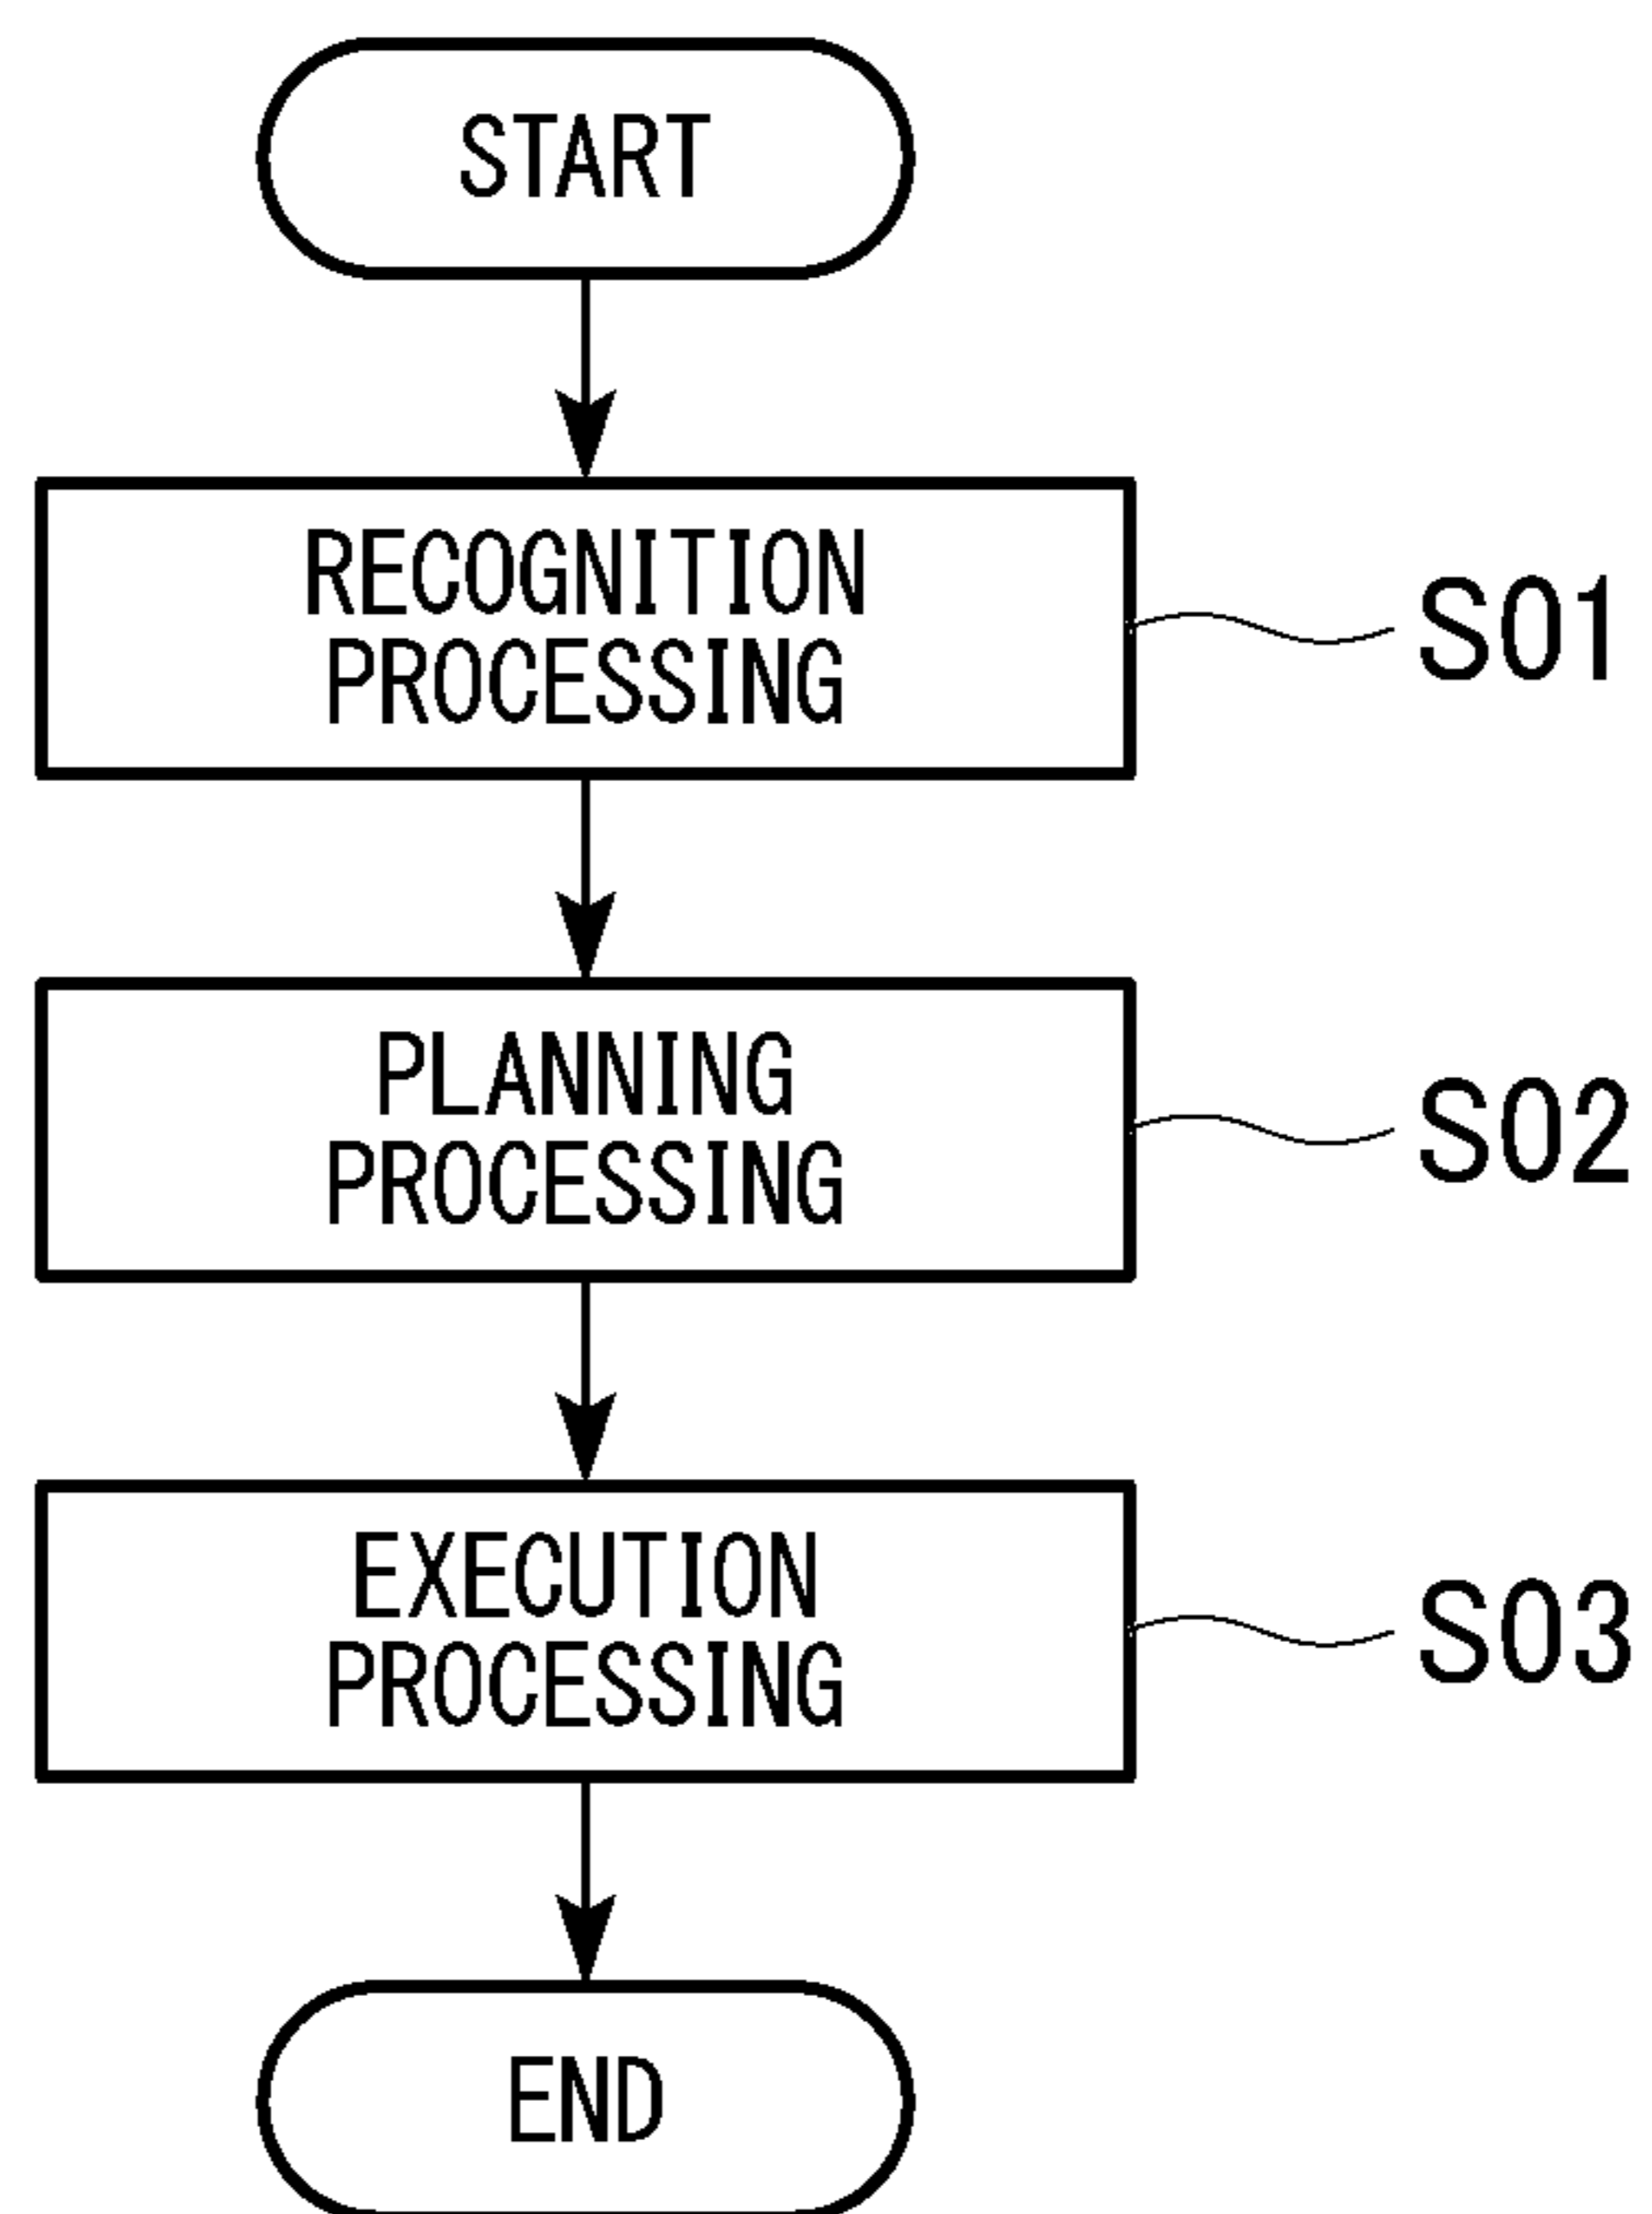 START
RECOGNITION
PROCESSING
S01
PLANNING
PROCESSING
S02
EXECUTION
PROCESSING
S03
END